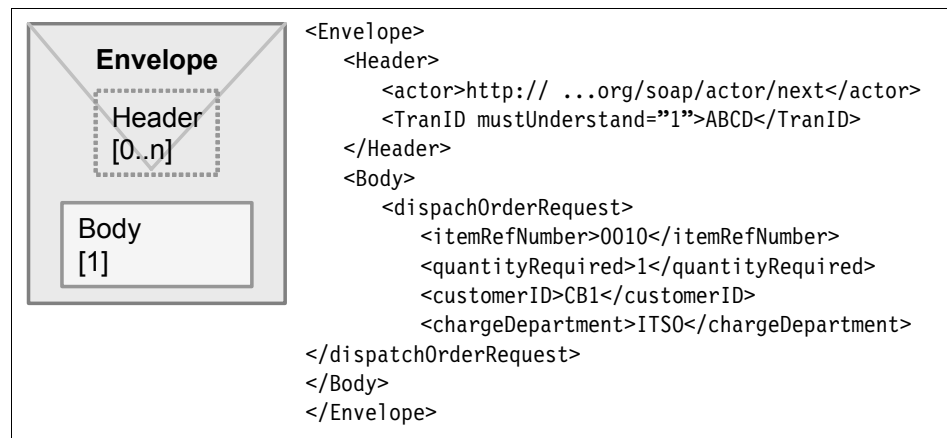 Envelope
Header
[0..n]
Body
[1]
<Envelope>
<Header>
<actor>http:// ...org/soap/actor/next</actor>
<TranID mustUnderstand=”1”>ABCD</TranID>
</Header>
<Body>
<dispachOrderRequest>
<itemRefNumber>0010</itemRefNumber>
<quantityRequired>1</quantityRequired>
<customerID>CB1</customerID>
<chargeDepartment>ITSO</chargeDepartment>
</dispatchOrderRequest>
</Body>
</Envelope>